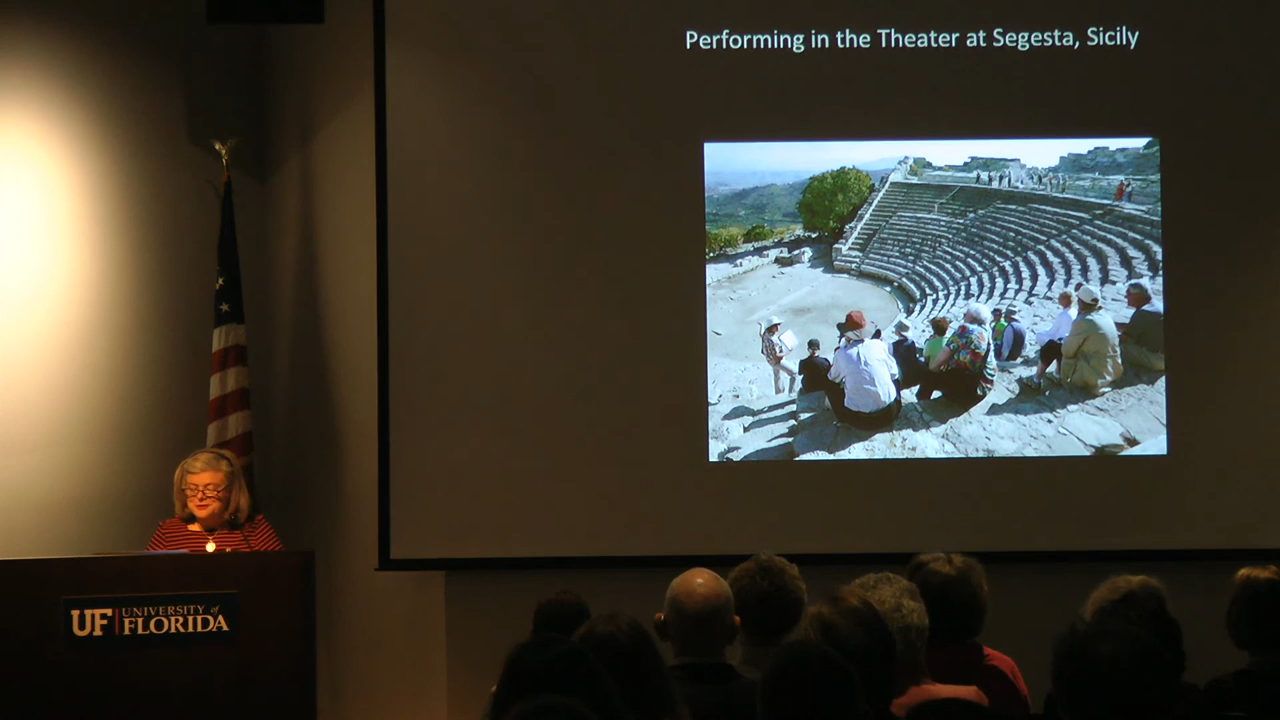 Performing in the Theater at Segesta, Sicily
UF UNIVERSITY of
FLORIDA